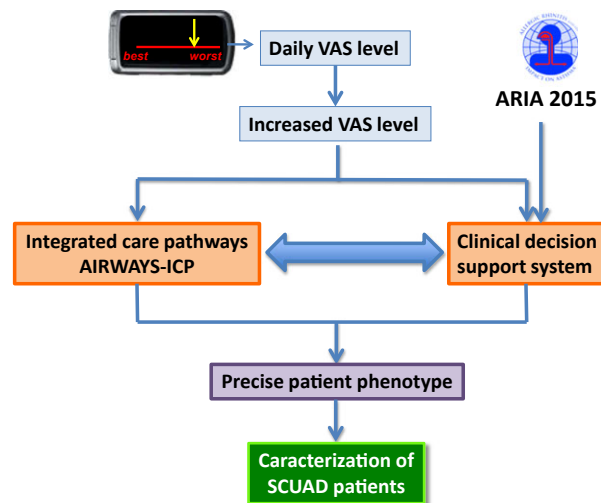 best worst
Daily VAS level
ARIA 2015
Increased VAS level
Integrated care pathways
AIRWAYS-ICP
Clinical decision
support system
Precise patient phenotype
Caracterization of
SCUAD patients